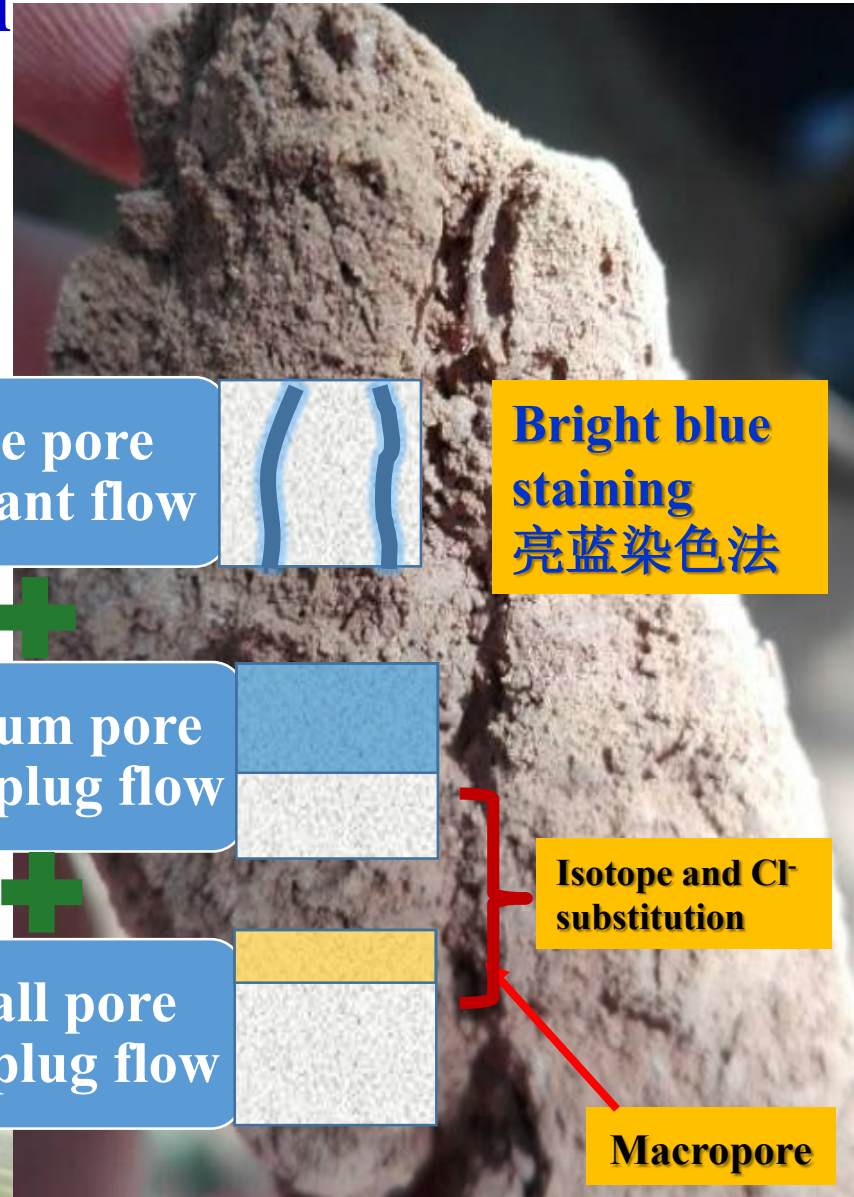 e pore
ant flow
Bright blue
staining
亮蓝染色法
um pore
plug flow
Isotope and Cl⁻
substitution
all pore
plug flow
Macropore